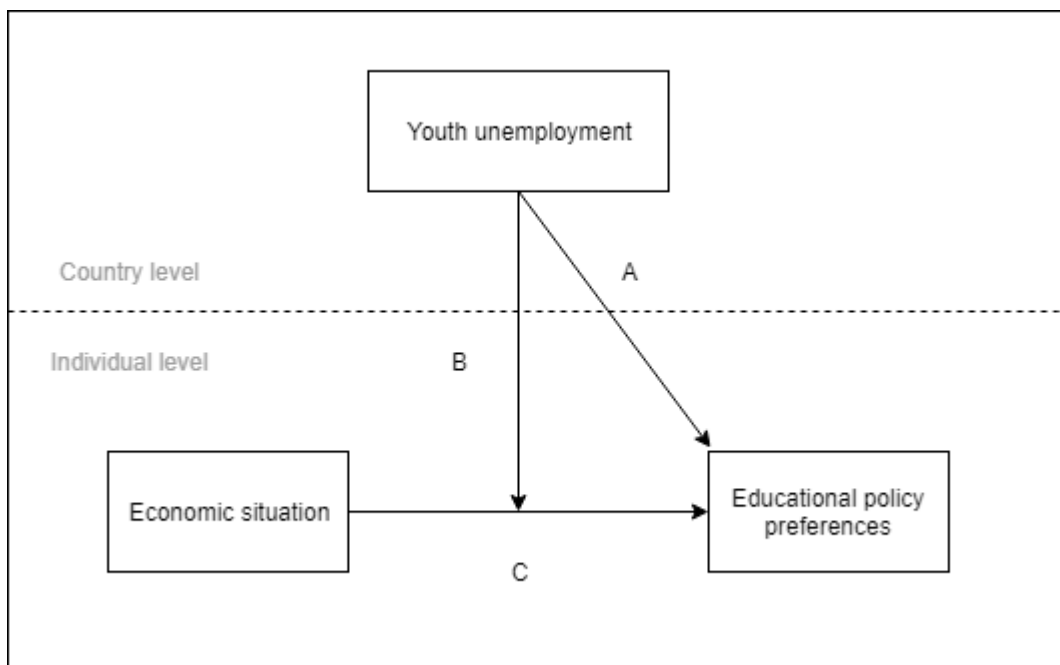 Youth unemployment
Country level
A
Individual level
B
Economic situation
Educational policy
preferences
C